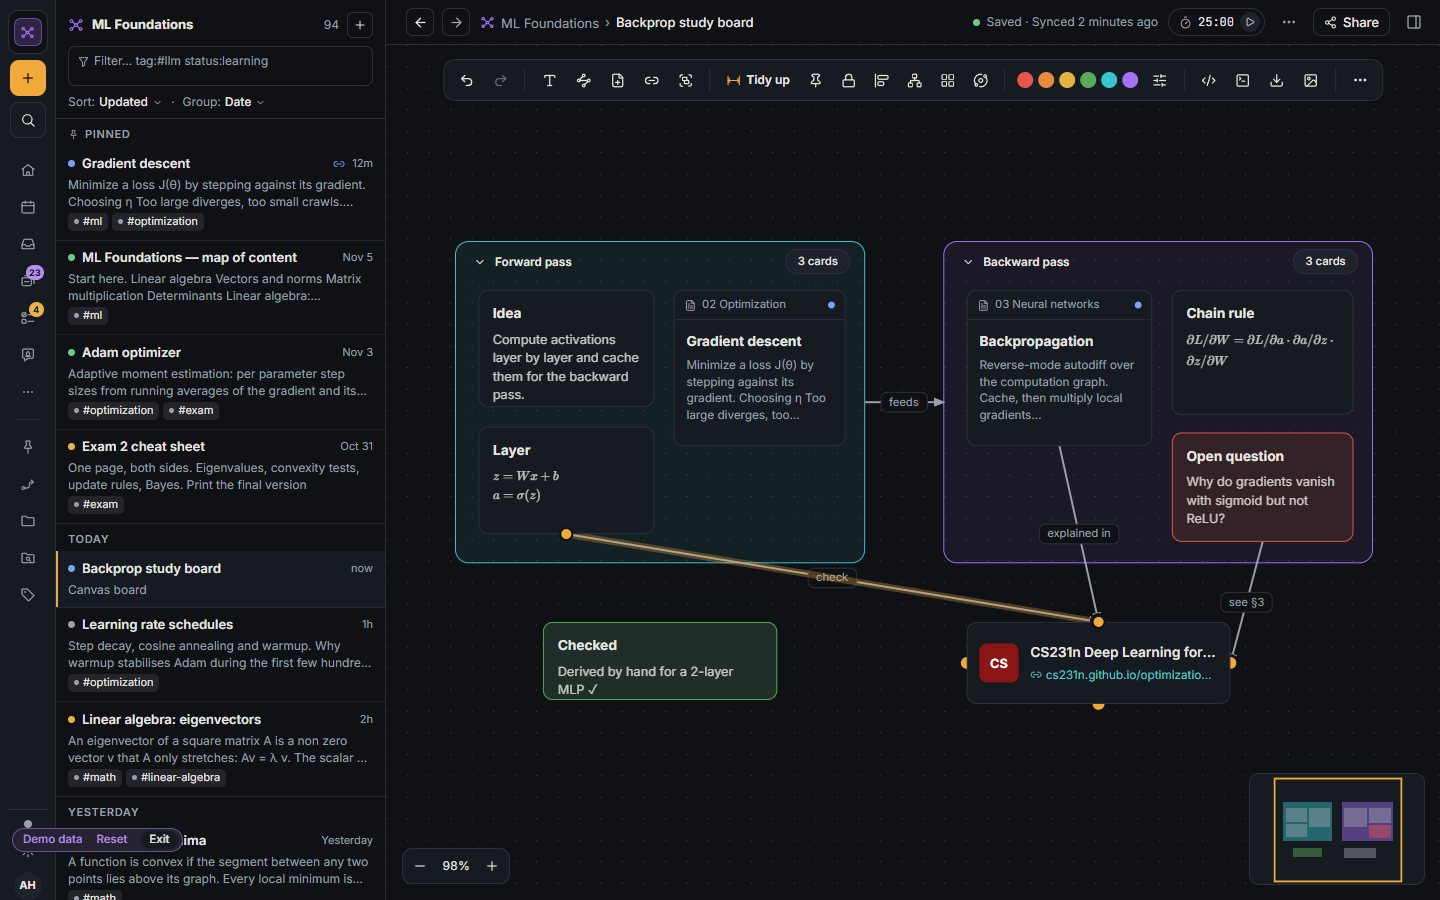 ML Foundations
94
Filter... tag:#llm status:learning
Sort: Updated · Group: Date
PINNED
Gradient descent
12m
Minimize a loss J(θ) by stepping against its gradient.
Choosing η Too large diverges, too small crawls....
#ml #optimization
ML Foundations — map of content
Nov 5
Start here. Linear algebra Vectors and norms Matrix
multiplication Determinants Linear algebra:...
#ml
Adam optimizer
Nov 3
Adaptive moment estimation: per parameter step
sizes from running averages of the gradient and its...
#optimization #exam
Exam 2 cheat sheet
Oct 31
One page, both sides. Eigenvalues, convexity tests,
update rules, Bayes. Print the final version
#exam
TODAY
Backprop study board
now
Canvas board
Learning rate schedules
1h
Step decay, cosine annealing and warmup. Why
warmup stabilises Adam during the first few hundre...
#optimization
Linear algebra: eigenvectors
2h
An eigenvector of a square matrix A is a non zero
vector v that A only stretches: Av = λ v. The scalar ...
#math #linear-algebra
YESTERDAY
ima
Yesterday
A function is convex if the segment between any two
points lies above its graph. Every local minimum is...
#math
23
4
Demo data Reset Exit
AH
ML Foundations › Backprop study board
Saved · Synced 2 minutes ago
25:00
Share
Tidy up
Forward pass
3 cards
Idea
Compute activations
layer by layer and cache
them for the backward
pass.
02 Optimization
Gradient descent
Minimize a loss J(θ) by
stepping against its
gradient. Choosing η Too
large diverges, too...
Layer
z = Wx + b
a = σ(z)
feeds
Backward pass
3 cards
03 Neural networks
Backpropagation
Reverse-mode autodiff over
the computation graph.
Cache, then multiply local
gradients...
Chain rule
∂L/∂W = ∂L/∂a · ∂a/∂z ·
∂z/∂W
Open question
Why do gradients vanish
with sigmoid but not
ReLU?
explained in
check
see §3
Checked
Derived by hand for a 2-layer
MLP ✓
CS
CS231n Deep Learning for...
cs231n.github.io/optimizatio...
98%